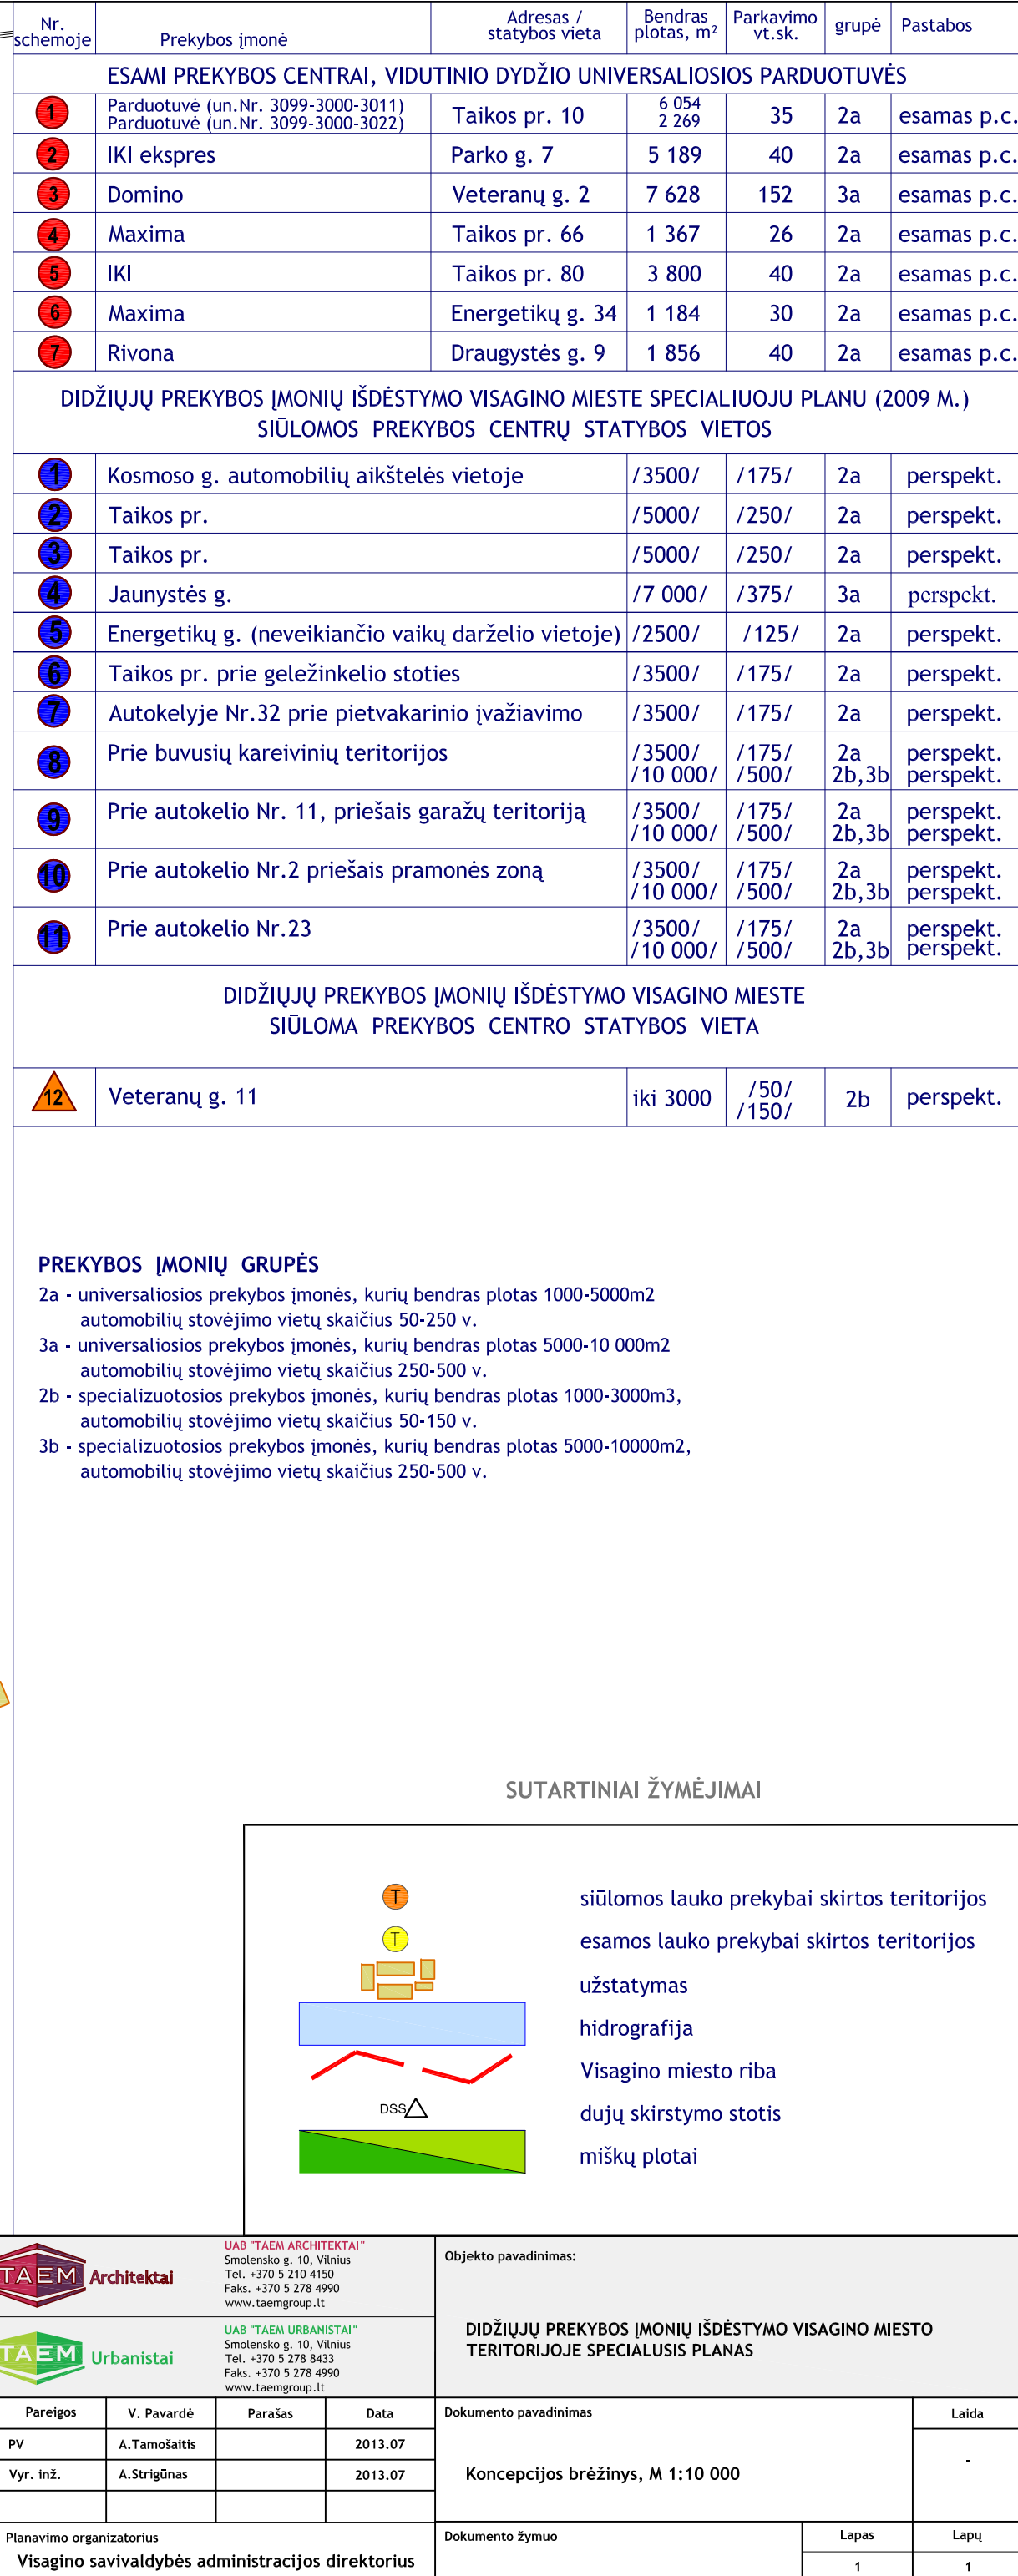 Nr. schemoje Prekybos įmonė Adresas / statybos vieta Bendras plotas, m² Parkavimo vt.sk. grupė Pastabos
ESAMI PREKYBOS CENTRAI, VIDUTINIO DYDŽIO UNIVERSALIOSIOS PARDUOTUVĖS
1 Parduotuvė (un.Nr. 3099-3000-3011) Taikos pr. 10 6 054 35 2a esamas p.c.
Parduotuvė (un.Nr. 3099-3000-3022) 2 269
2 IKI ekspres Parko g. 7 5 189 40 2a esamas p.c.
3 Domino Veteranų g. 2 7 628 152 3a esamas p.c.
4 Maxima Taikos pr. 66 1 367 26 2a esamas p.c.
5 IKI Taikos pr. 80 3 800 40 2a esamas p.c.
6 Maxima Energetikų g. 34 1 184 30 2a esamas p.c.
7 Rivona Draugystės g. 9 1 856 40 2a esamas p.c.
DIDŽIŲJŲ PREKYBOS ĮMONIŲ IŠDĖSTYMO VISAGINO MIESTE SPECIALIUOJU PLANU (2009 M.)
SIŪLOMOS PREKYBOS CENTRŲ STATYBOS VIETOS
1 Kosmoso g. automobilių aikštelės vietoje /3500/ /175/ 2a perspekt.
2 Taikos pr. /5000/ /250/ 2a perspekt.
3 Taikos pr. /5000/ /250/ 2a perspekt.
4 Jaunystės g. /7 000/ /375/ 3a perspekt.
5 Energetikų g. (neveikiančio vaikų darželio vietoje) /2500/ /125/ 2a perspekt.
6 Taikos pr. prie geležinkelio stoties /3500/ /175/ 2a perspekt.
7 Autokelyje Nr.32 prie pietvakarinio įvažiavimo /3500/ /175/ 2a perspekt.
8 Prie buvusių kareivinių teritorijos /3500/ /175/ 2a perspekt.
/10 000/ /500/ 2b,3b perspekt.
9 Prie autokelio Nr. 11, priešais garažų teritoriją /3500/ /175/ 2a perspekt.
/10 000/ /500/ 2b,3b perspekt.
10 Prie autokelio Nr.2 priešais pramonės zoną /3500/ /175/ 2a perspekt.
/10 000/ /500/ 2b,3b perspekt.
11 Prie autokelio Nr.23 /3500/ /175/ 2a perspekt.
/10 000/ /500/ 2b,3b perspekt.
DIDŽIŲJŲ PREKYBOS ĮMONIŲ IŠDĖSTYMO VISAGINO MIESTE
SIŪLOMA PREKYBOS CENTRO STATYBOS VIETA
12 Veteranų g. 11 iki 3000 /50/ 2b perspekt.
/150/
PREKYBOS ĮMONIŲ GRUPĖS
2a - universaliosios prekybos įmonės, kurių bendras plotas 1000-5000m2
automobilių stovėjimo vietų skaičius 50-250 v.
3a - universaliosios prekybos įmonės, kurių bendras plotas 5000-10 000m2
automobilių stovėjimo vietų skaičius 250-500 v.
2b - specializuotosios prekybos įmonės, kurių bendras plotas 1000-3000m3,
automobilių stovėjimo vietų skaičius 50-150 v.
3b - specializuotosios prekybos įmonės, kurių bendras plotas 5000-10000m2,
automobilių stovėjimo vietų skaičius 250-500 v.
SUTARTINIAI ŽYMĖJIMAI
T siūlomos lauko prekybai skirtos teritorijos
T esamos lauko prekybai skirtos teritorijos
užstatymas
hidrografija
Visagino miesto riba
DSS dujų skirstymo stotis
miškų plotai
TAEM Architektai
UAB "TAEM ARCHITEKTAI"
Smolensko g. 10, Vilnius
Tel. +370 5 210 4150
Faks. +370 5 278 4990
www.taemgroup.lt
TAEM Urbanistai
UAB "TAEM URBANISTAI"
Smolensko g. 10, Vilnius
Tel. +370 5 278 8433
Faks. +370 5 278 4990
www.taemgroup.lt
Objekto pavadinimas:
DIDŽIŲJŲ PREKYBOS ĮMONIŲ IŠDĖSTYMO VISAGINO MIESTO
TERITORIJOJE SPECIALUSIS PLANAS
Pareigos V. Pavardė Parašas Data
PV A.Tamošaitis 2013.07
Vyr. inž. A.Strigūnas 2013.07
Dokumento pavadinimas Laida
Koncepcijos brėžinys, M 1:10 000 -
Planavimo organizatorius
Visagino savivaldybės administracijos direktorius
Dokumento žymuo Lapas Lapų
1 1